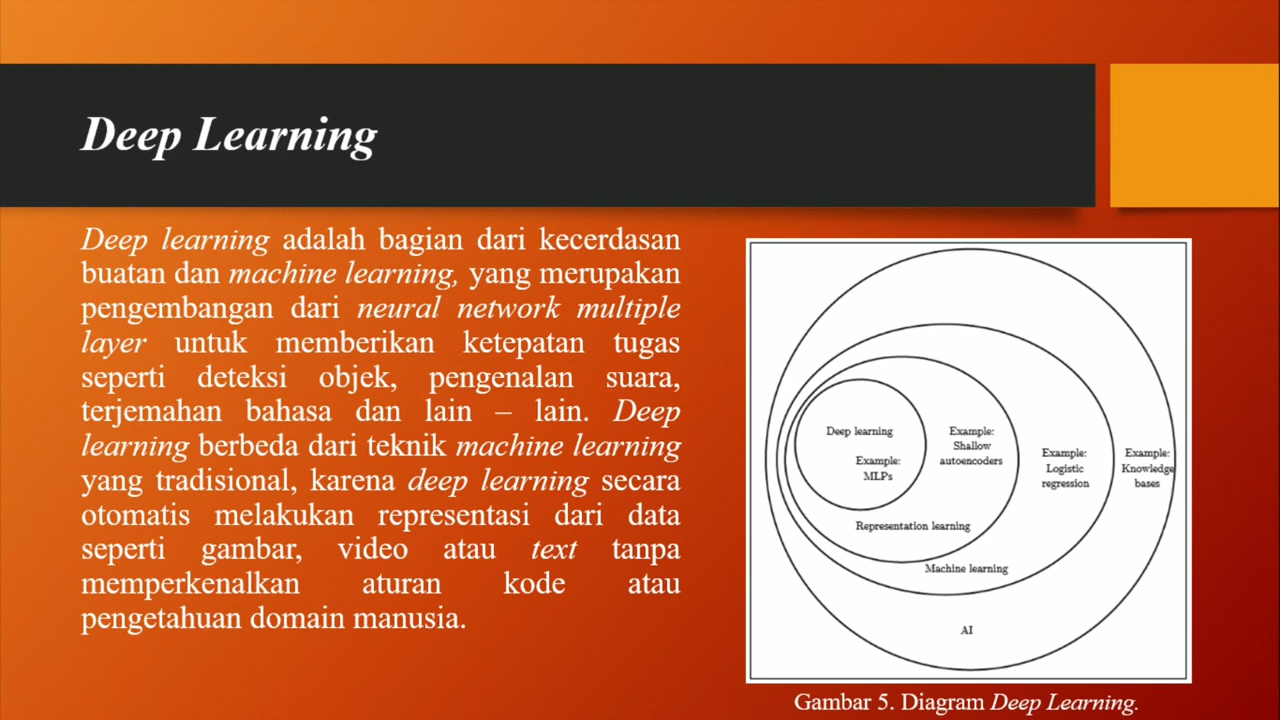 Deep Learning
Deep learning adalah bagian dari kecerdasan
buatan dan machine learning, yang merupakan
pengembangan dari neural network multiple
layer untuk memberikan ketepatan tugas
seperti deteksi objek, pengenalan suara,
terjemahan bahasa dan lain – lain. Deep
learning berbeda dari teknik machine learning
yang tradisional, karena deep learning secara
otomatis melakukan representasi dari data
seperti gambar, video atau text tanpa
memperkenalkan aturan kode atau
pengetahuan domain manusia.
Deep learning
Example:
MLPs
Example:
Shallow
autoencoders
Example:
Logistic
regression
Example:
Knowledge
bases
Representation learning
Machine learning
AI
Gambar 5. Diagram Deep Learning.